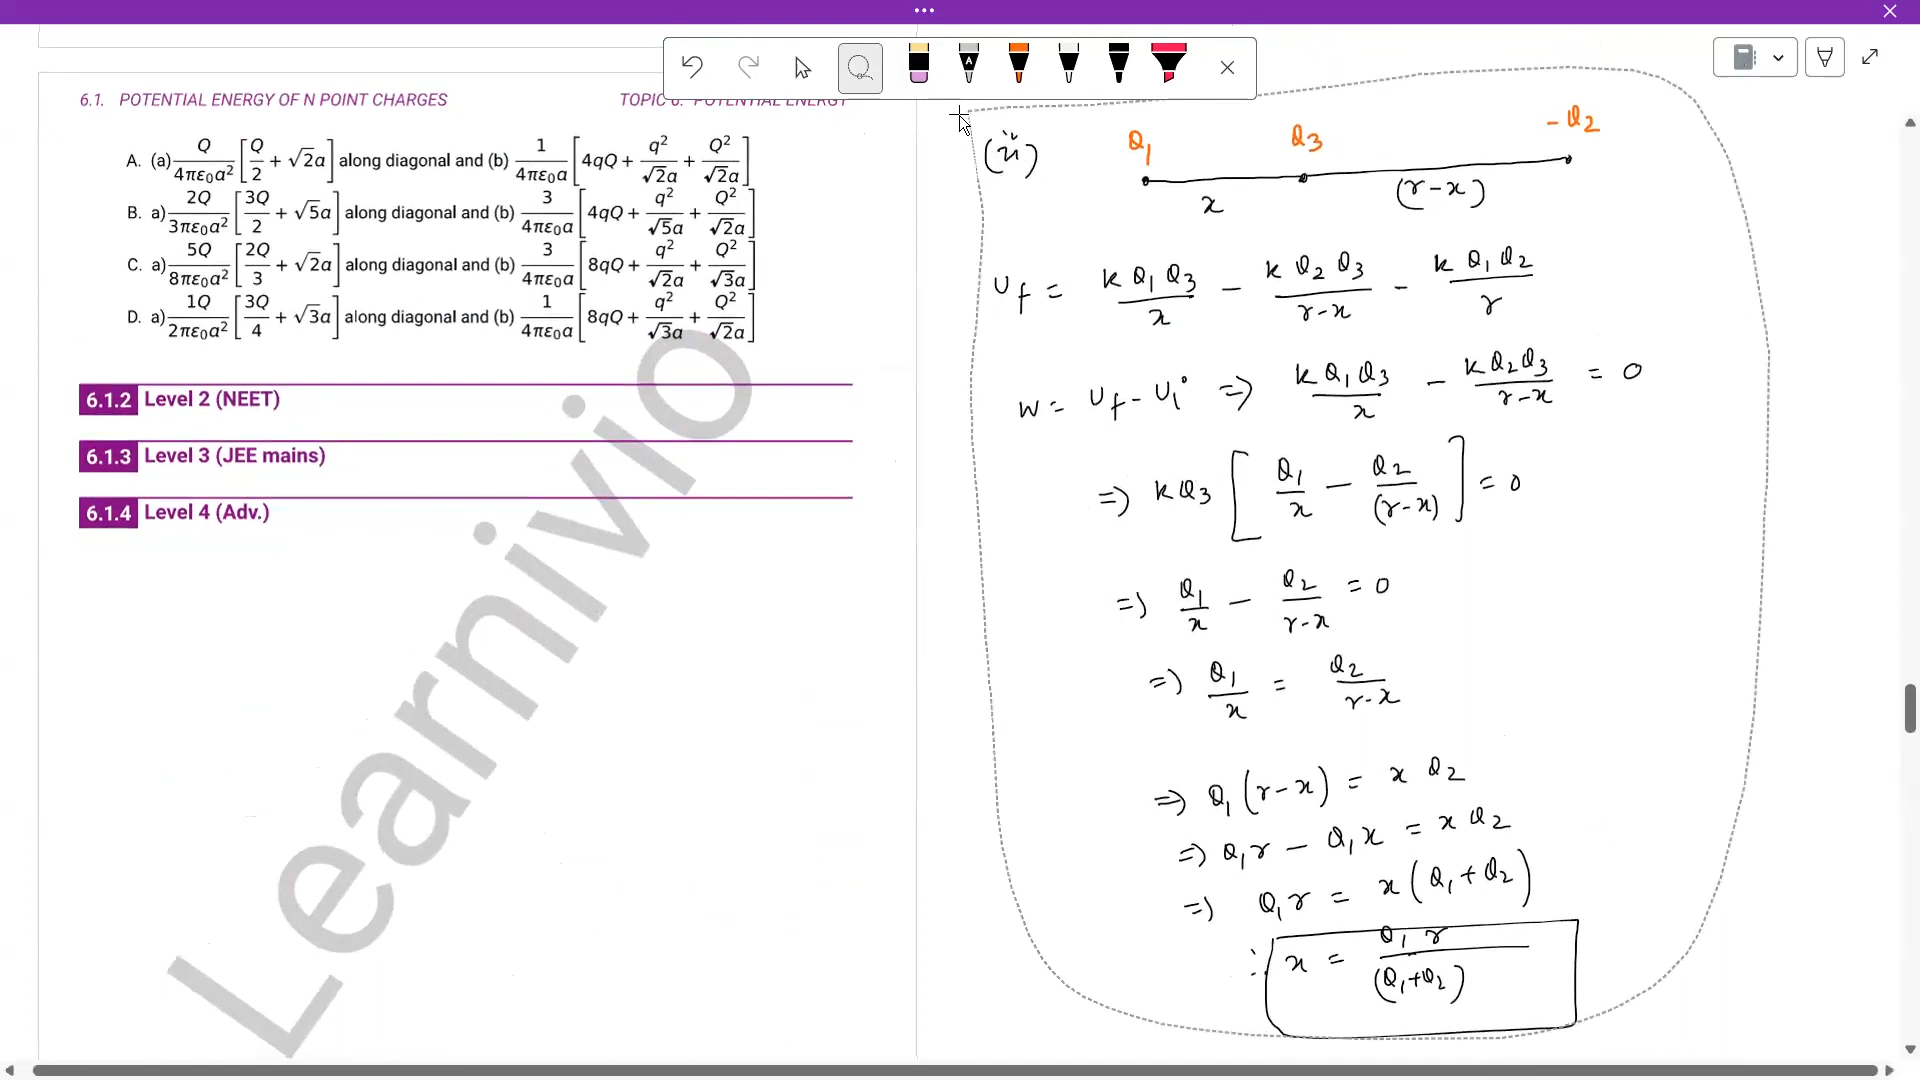 6.1. POTENTIAL ENERGY OF N POINT CHARGES
TOPIC 6. POTENTIAL ENERGY
A. (a) Q/4πε₀a² [Q/2 + √2a] along diagonal and (b) 1/4πε₀a [4qQ + q²/√2a + Q²/√2a]
B. a) 2Q/3πε₀a² [3Q/2 + √5a] along diagonal and (b) 3/4πε₀a [4qQ + q²/√5a + Q²/√2a]
C. a) 5Q/8πε₀a² [2Q/3 + √2a] along diagonal and (b) 3/4πε₀a [8qQ + q²/√2a + Q²/√3a]
D. a) 1Q/2πε₀a² [3Q/4 + √3a] along diagonal and (b) 1/4πε₀a [8qQ + q²/√3a + Q²/√2a]
6.1.2 Level 2 (NEET)
6.1.3 Level 3 (JEE mains)
6.1.4 Level 4 (Adv.)
Learnivio
(ii)
Q₁ Q₃ -Q₂
x (r-x)
U_f = kQ₁Q₃/x - kQ₂Q₃/r-x - kQ₁Q₂/r
W = U_f - U_i => kQ₁Q₃/x - kQ₂Q₃/r-x = 0
=> kQ₃ [Q₁/x - Q₂/(r-x)] = 0
=> Q₁/x - Q₂/r-x = 0
=> Q₁/x = Q₂/r-x
=> Q₁(r-x) = x Q₂
=> Q₁r - Q₁x = x Q₂
=> Q₁r = x(Q₁+Q₂)
∴ x = Q₁r/(Q₁+Q₂)